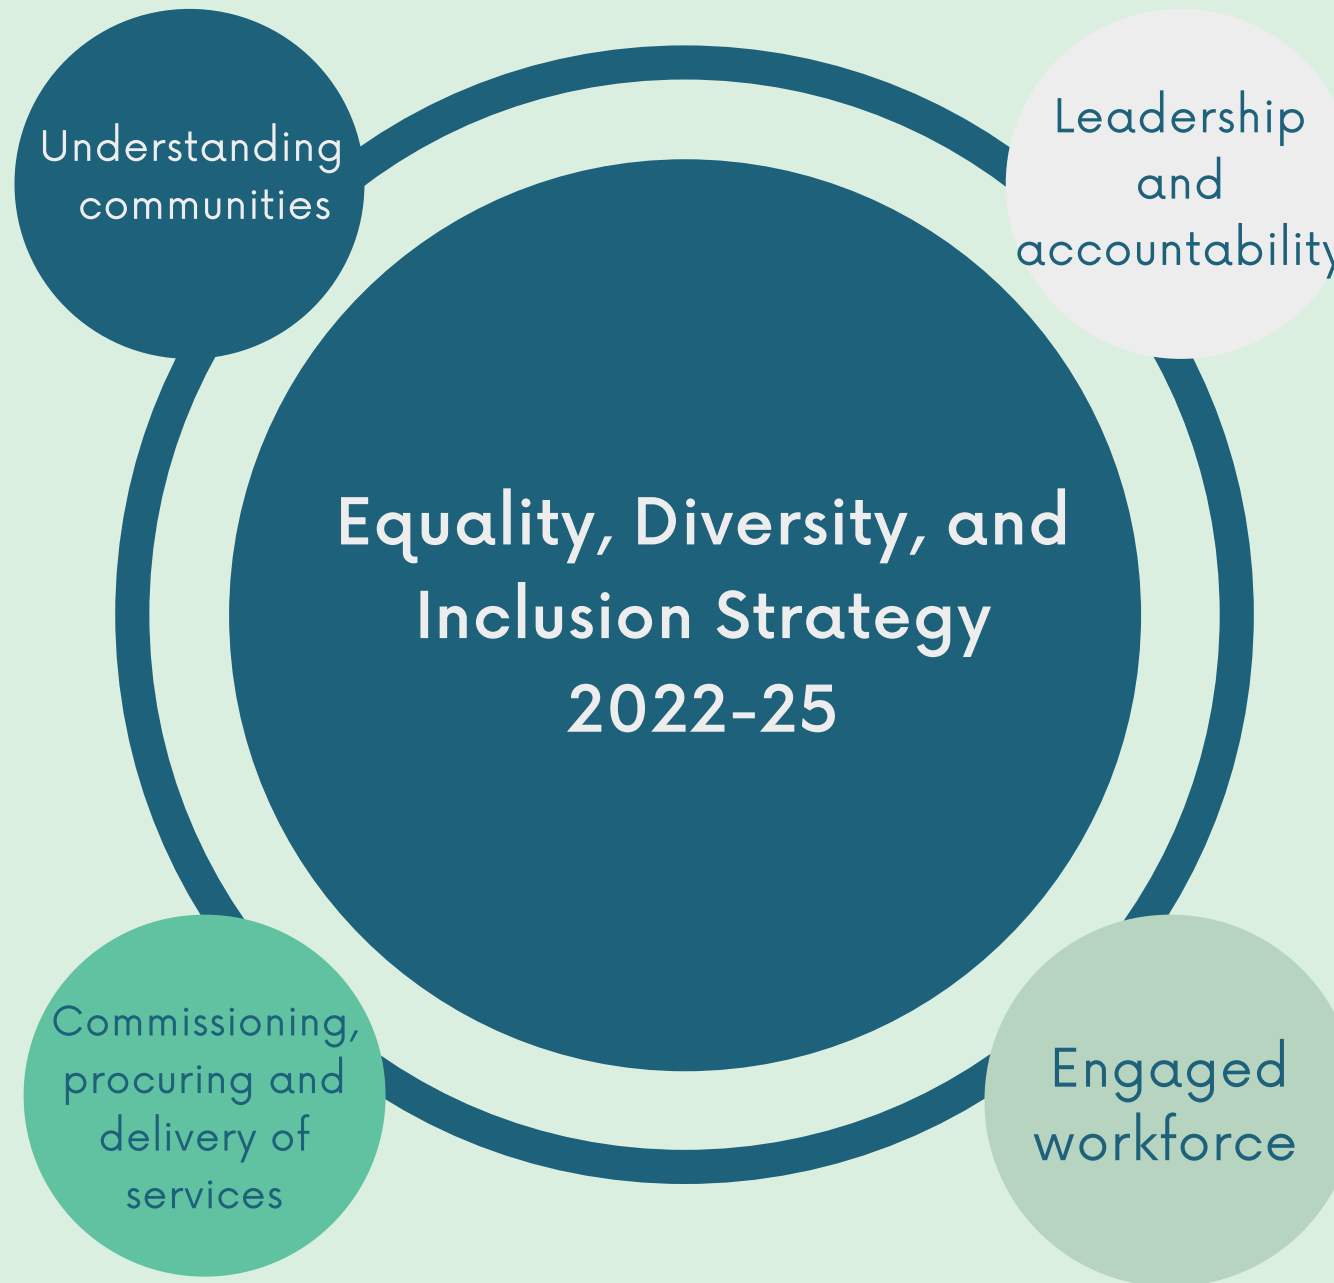 Understanding
communities
Leadership
and
accountability
Equality, Diversity, and
Inclusion Strategy
2022-25
Commissioning,
procuring and
delivery of
services
Engaged
workforce